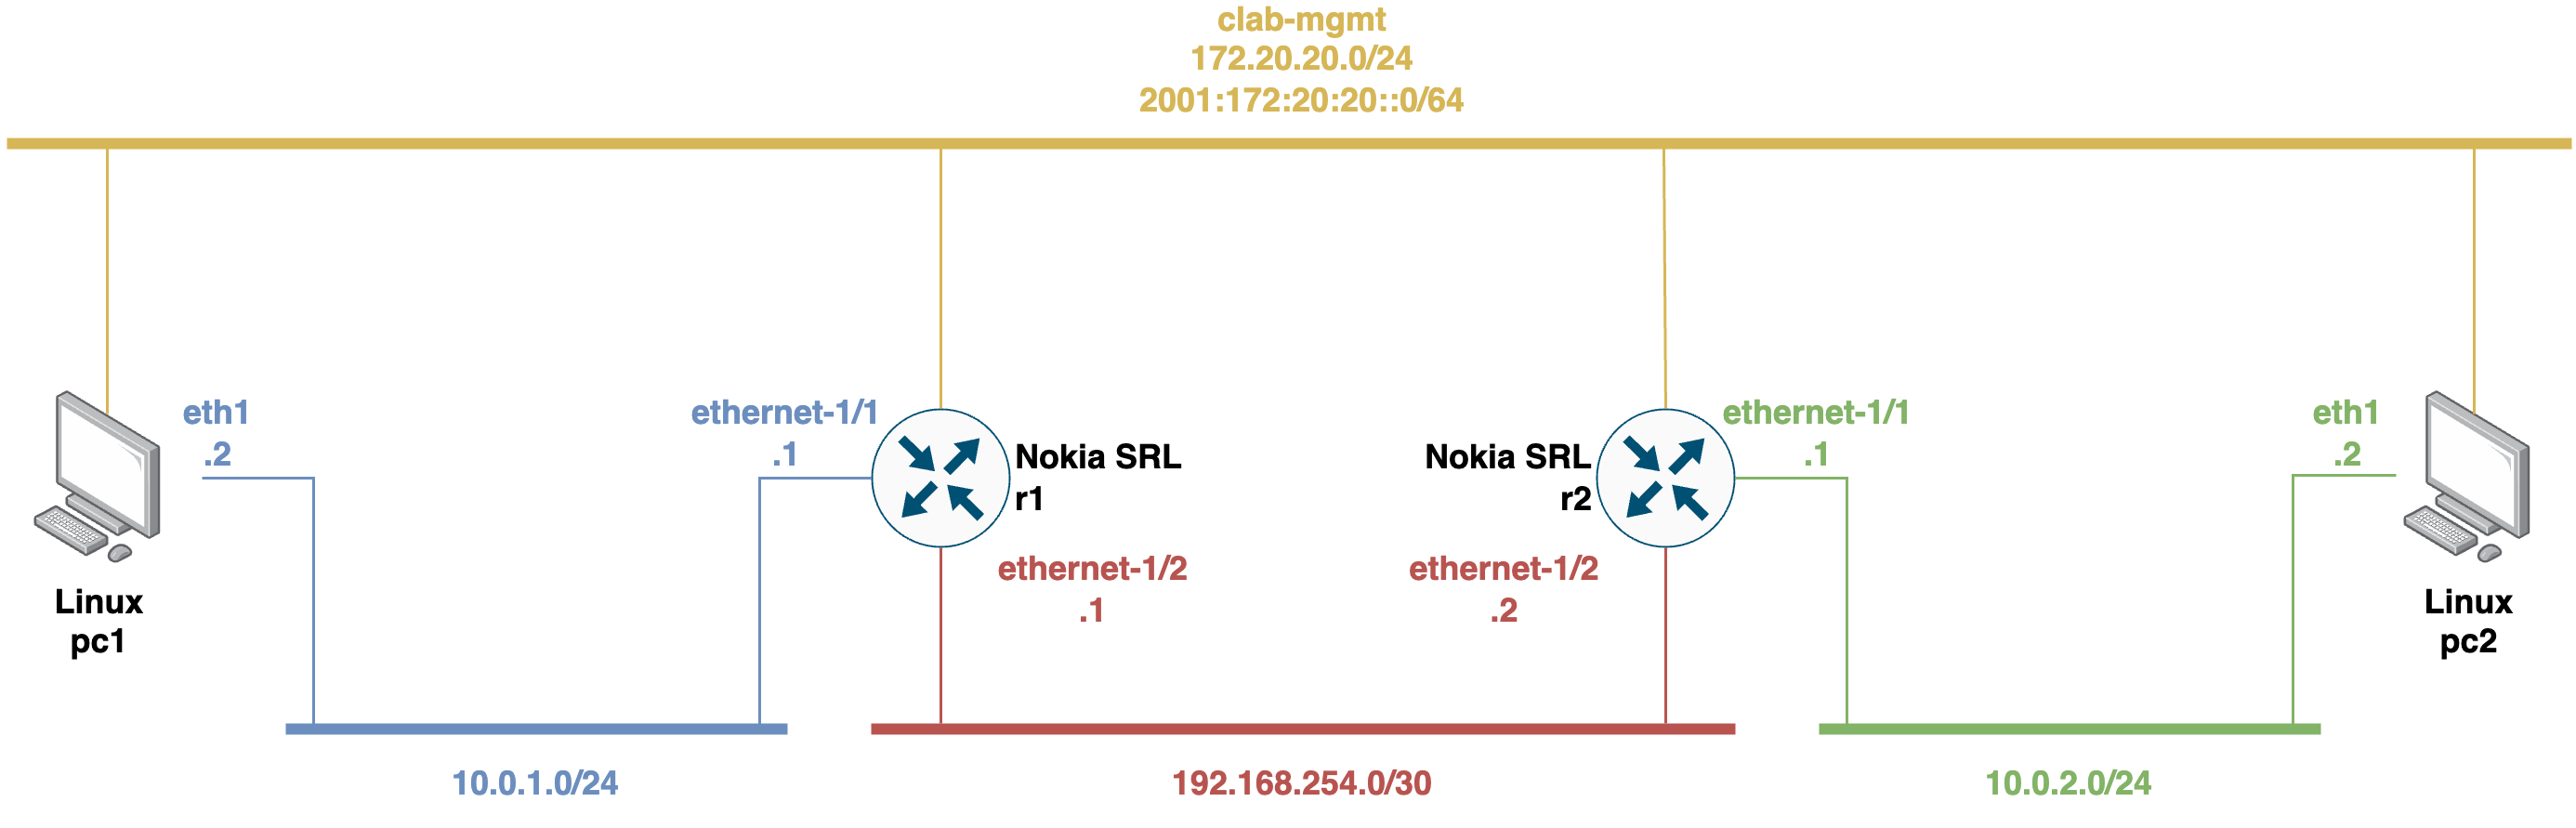 clab-mgmt
172.20.20.0/24
2001:172:20:20::0/64
eth1
.2
ethernet-1/1
.1
Nokia SRL
r1
Nokia SRL
r2
ethernet-1/1
.1
eth1
.2
ethernet-1/2
.1
ethernet-1/2
.2
Linux
pc1
Linux
pc2
10.0.1.0/24
192.168.254.0/30
10.0.2.0/24